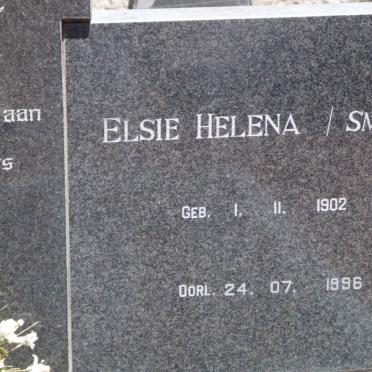 aan
ELSIE HELENA / SM
GEB. 1. 11. 1902
OORL. 24. 07. 1996